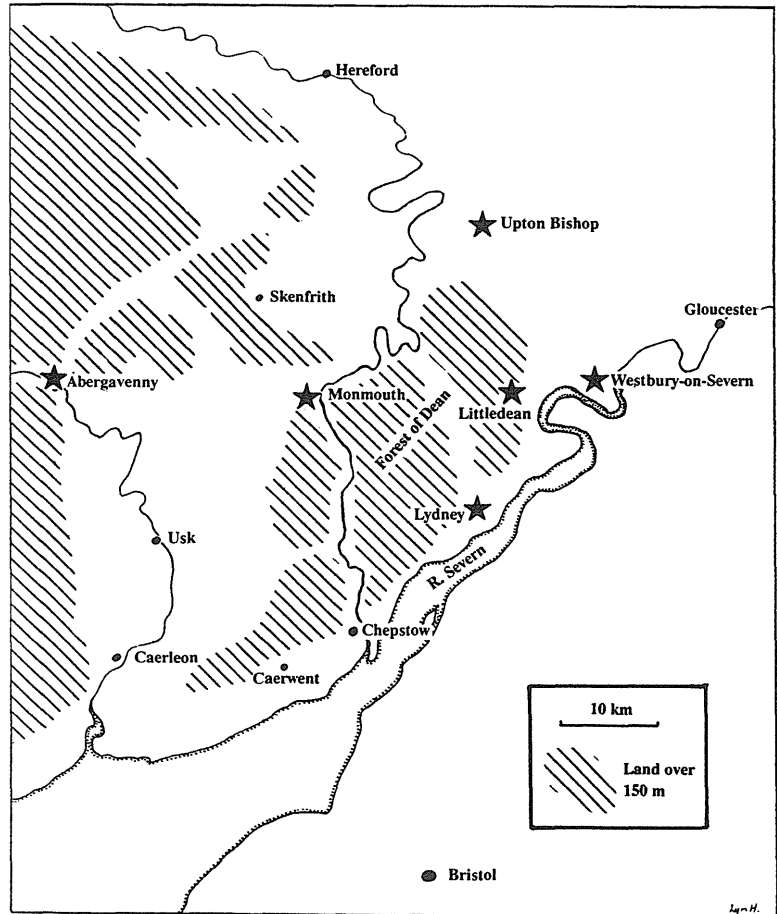 Hereford
Upton Bishop
Skenfrith
Gloucester
Abergavenny
Monmouth
Forest of Dean
Littledean
Westbury-on-Severn
Lydney
Usk
R. Severn
Chepstow
Caerleon
Caerwent
10 km
Land over
150 m
Bristol
Lyn H.